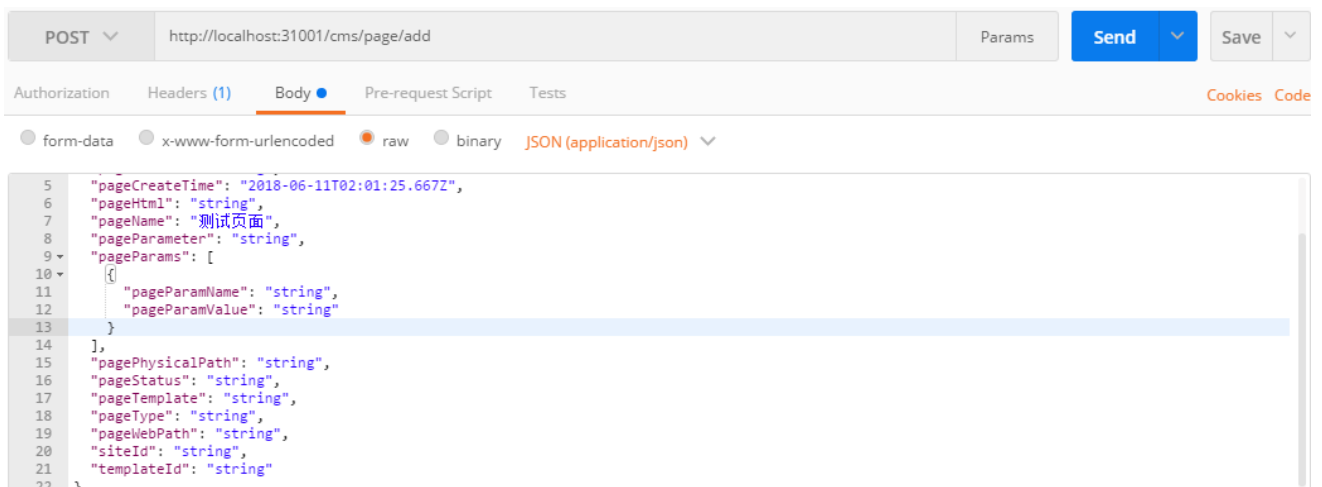 POST http://localhost:31001/cms/page/add Params Send Save
Authorization Headers (1) Body Pre-request Script Tests Cookies Code
form-data x-www-form-urlencoded raw binary JSON (application/json)
5 "pageCreateTime": "2018-06-11T02:01:25.667Z",
6 "pageHtml": "string",
7 "pageName": "测试页面",
8 "pageParameter": "string",
9 "pageParams": [
10 {
11 "pageParamName": "string",
12 "pageParamValue": "string"
13 }
14 ],
15 "pagePhysicalPath": "string",
16 "pageStatus": "string",
17 "pageTemplate": "string",
18 "pageType": "string",
19 "pageWebPath": "string",
20 "siteId": "string",
21 "templateId": "string"
22 }